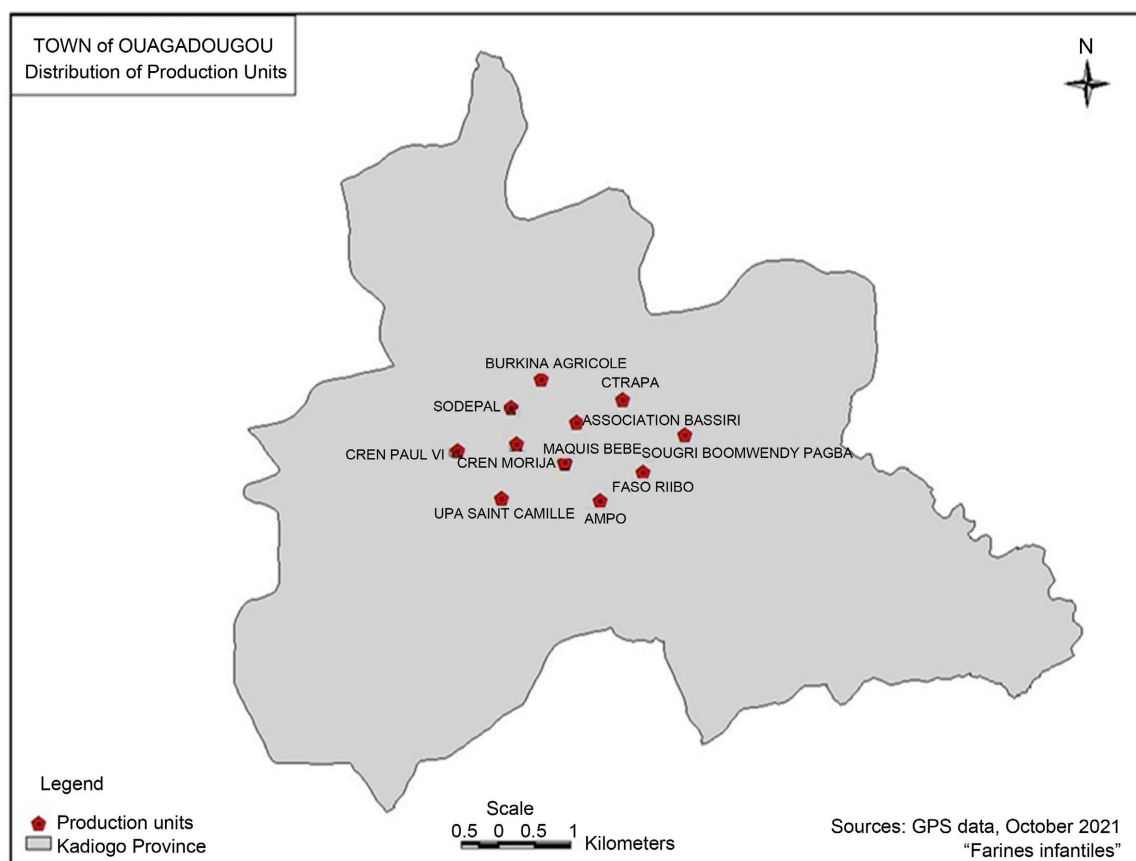 TOWN of OUAGADOUGOU
Distribution of Production Units
N
BURKINA AGRICOLE
CTRAPA
SODEPAL
ASSOCIATION BASSIRI
CREN PAUL VI
CREN MORIJA
MAQUIS BEBE
SOUGRI BOOMWENDY PAGBA
FASO RIIBO
UPA SAINT CAMILLE
AMPO
Legend
Production units
Kadiogo Province
Scale
0.5 0 0.5 1
Kilometers
Sources: GPS data, October 2021
“Farines infantiles”